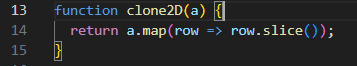 13 function clone2D(a) {
14   return a.map(row => row.slice());
15 }